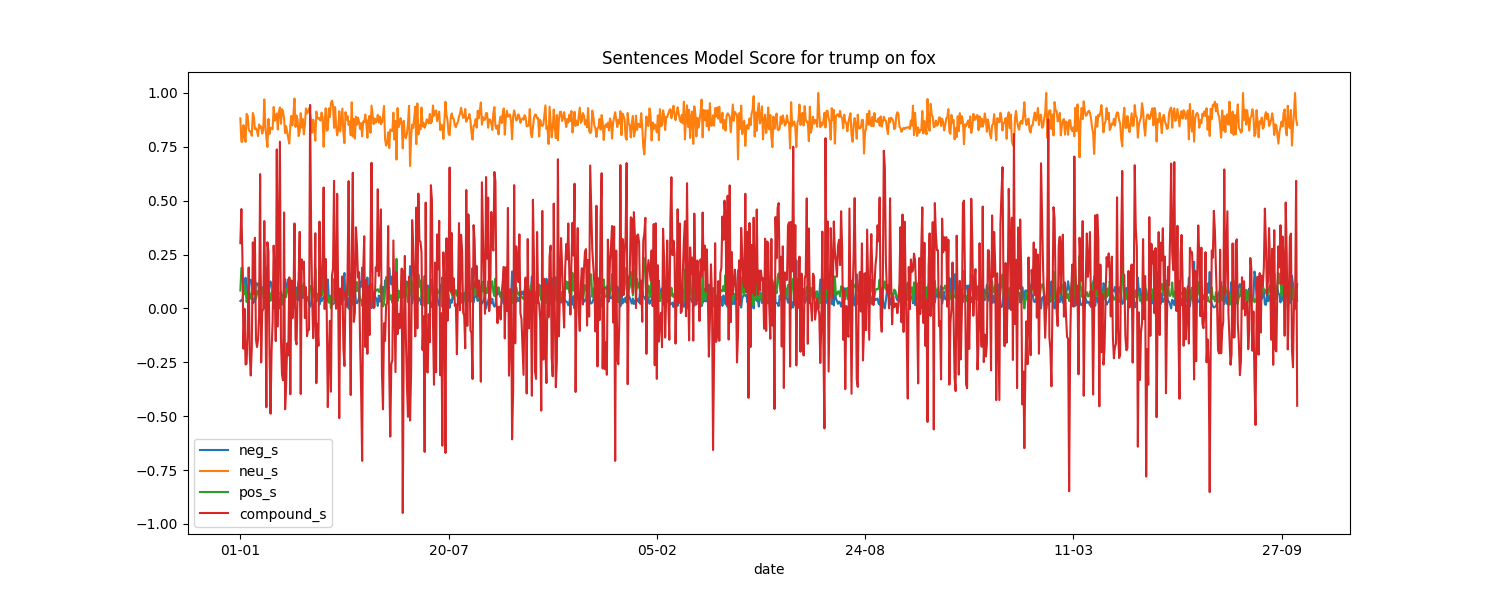 Sentences Model Score for trump on fox
1.00
0.75
0.50
0.25
0.00
−0.25
−0.50
−0.75
−1.00
neg_s
neu_s
pos_s
compound_s
01-01 20-07 05-02 24-08 11-03 27-09
date